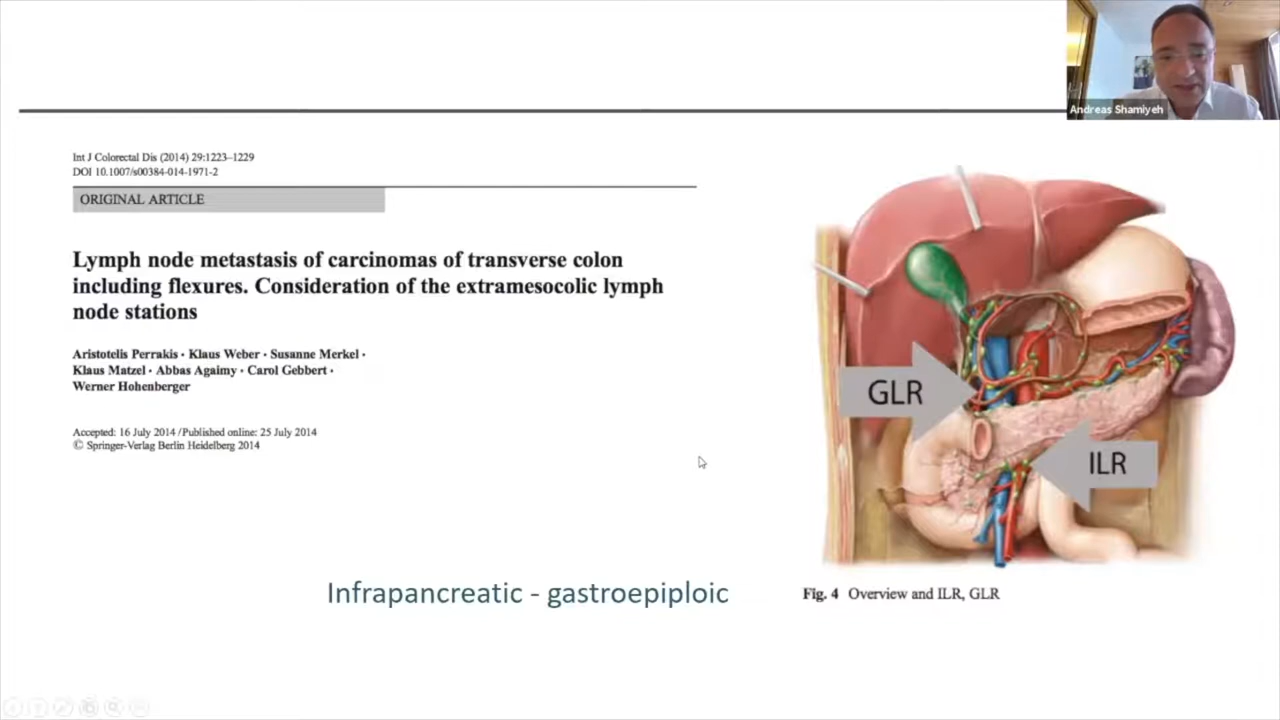 Andreas Shamiyeh
Int J Colorectal Dis (2014) 29:1223–1229
DOI 10.1007/s00384-014-1971-2
ORIGINAL ARTICLE
Lymph node metastasis of carcinomas of transverse colon
including flexures. Consideration of the extramesocolic lymph
node stations
Aristotelis Perrakis · Klaus Weber · Susanne Merkel ·
Klaus Matzel · Abbas Agaimy · Carol Gebbert ·
Werner Hohenberger
Accepted: 16 July 2014 / Published online: 25 July 2014
© Springer-Verlag Berlin Heidelberg 2014
GLR
ILR
Infrapancreatic - gastroepiploic
Fig. 4 Overview and ILR, GLR